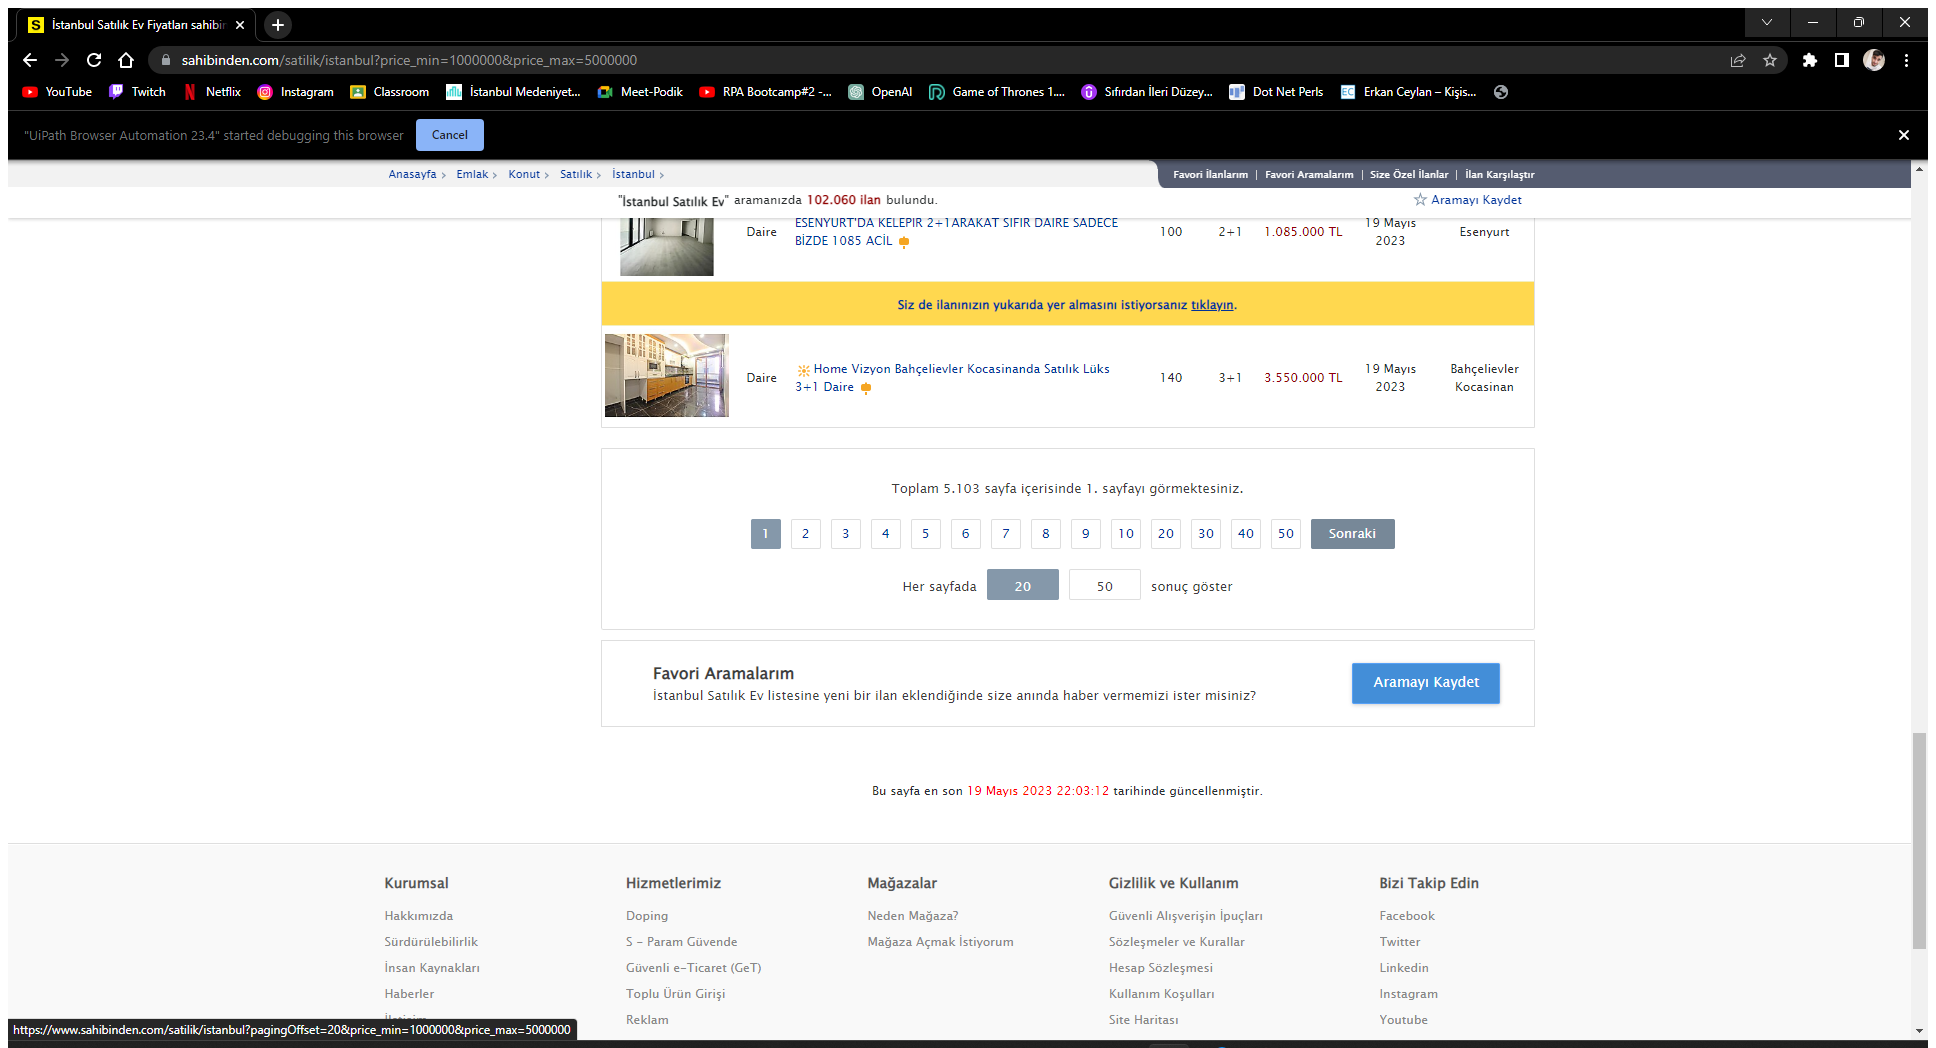 S İstanbul Satılık Ev Fiyatları sahibin
sahibinden.com/satilik/istanbul?price_min=1000000&price_max=5000000
YouTube Twitch Netflix Instagram Classroom İstanbul Medeniyet... Meet-Podik RPA Bootcamp#2 -... OpenAI Game of Thrones 1.... Sıfırdan İleri Düzey... Dot Net Perls EC Erkan Ceylan – Kişis...
"UiPath Browser Automation 23.4" started debugging this browser Cancel
Anasayfa Emlak Konut Satılık İstanbul
Favori İlanlarım | Favori Aramalarım | Size Özel İlanlar | İlan Karşılaştır
"İstanbul Satılık Ev" aramanızda 102.060 ilan bulundu.
Aramayı Kaydet
Daire ESENYURT'DA KELEPİR 2+1ARAKAT SIFIR DAİRE SADECE BİZDE 1085 ACİL 100 2+1 1.085.000 TL 19 Mayıs 2023 Esenyurt
Siz de ilanınızın yukarıda yer almasını istiyorsanız tıklayın.
Daire Home Vizyon Bahçelievler Kocasinanda Satılık Lüks 3+1 Daire 140 3+1 3.550.000 TL 19 Mayıs 2023 Bahçelievler Kocasinan
Toplam 5.103 sayfa içerisinde 1. sayfayı görmektesiniz.
1 2 3 4 5 6 7 8 9 10 20 30 40 50 Sonraki
Her sayfada 20 50 sonuç göster
Favori Aramalarım
İstanbul Satılık Ev listesine yeni bir ilan eklendiğinde size anında haber vermemizi ister misiniz?
Aramayı Kaydet
Bu sayfa en son 19 Mayıs 2023 22:03:12 tarihinde güncellenmiştir.
Kurumsal
Hakkımızda
Sürdürülebilirlik
İnsan Kaynakları
Haberler
Hizmetlerimiz
Doping
S - Param Güvende
Güvenli e-Ticaret (GeT)
Toplu Ürün Girişi
Reklam
Mağazalar
Neden Mağaza?
Mağaza Açmak İstiyorum
Gizlilik ve Kullanım
Güvenli Alışverişin İpuçları
Sözleşmeler ve Kurallar
Hesap Sözleşmesi
Kullanım Koşulları
Site Haritası
Bizi Takip Edin
Facebook
Twitter
Linkedin
Instagram
Youtube
https://www.sahibinden.com/satilik/istanbul?pagingOffset=20&price_min=1000000&price_max=5000000